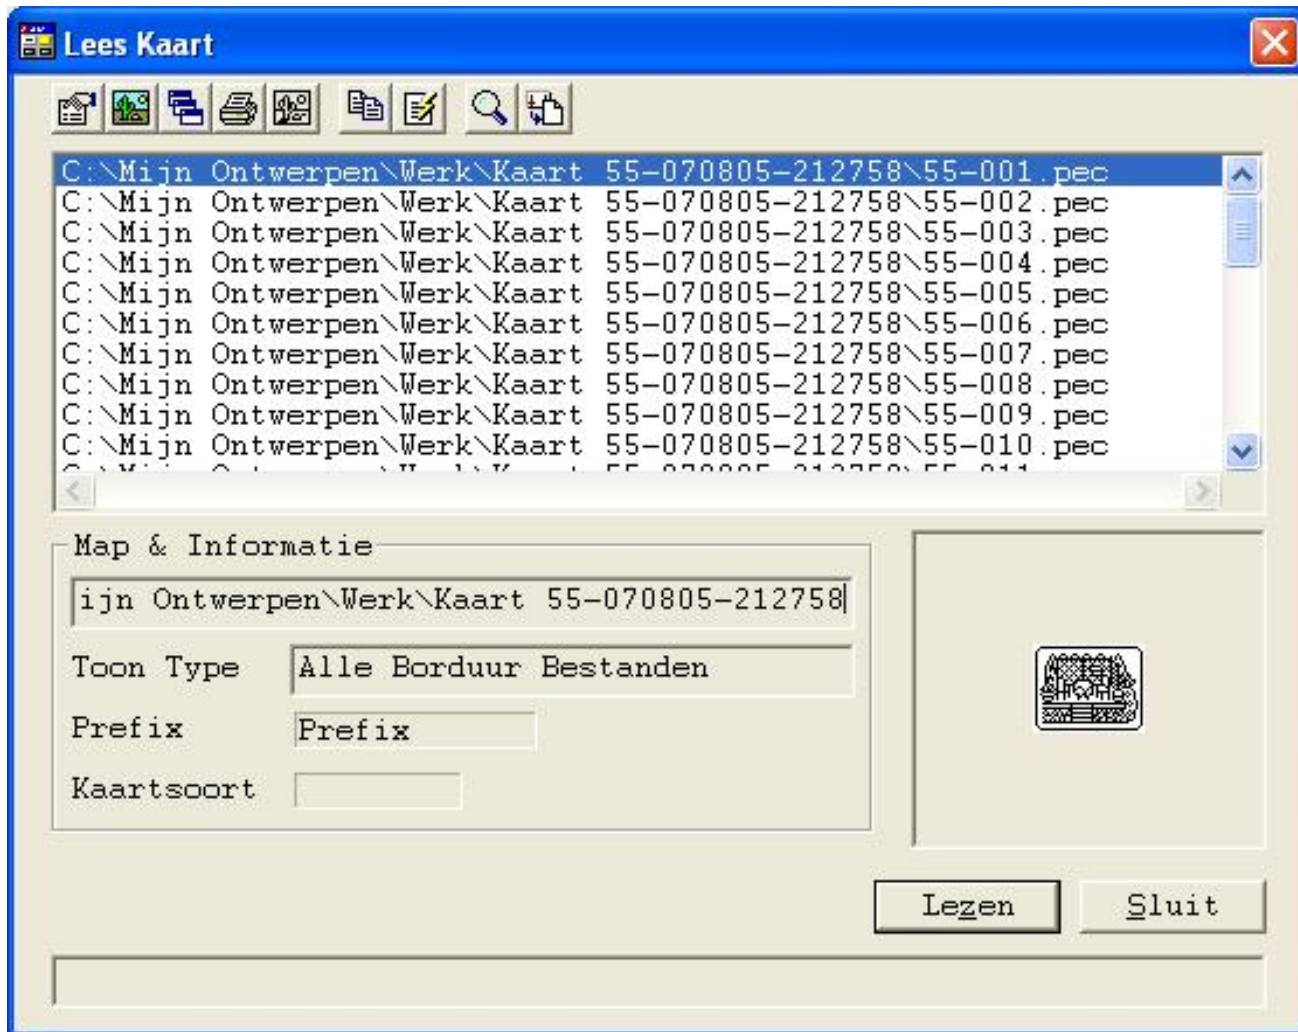 Lees Kaart
C:\Mijn Ontwerpen\Werk\Kaart 55-070805-212758\55-001.pec
C:\Mijn Ontwerpen\Werk\Kaart 55-070805-212758\55-002.pec
C:\Mijn Ontwerpen\Werk\Kaart 55-070805-212758\55-003.pec
C:\Mijn Ontwerpen\Werk\Kaart 55-070805-212758\55-004.pec
C:\Mijn Ontwerpen\Werk\Kaart 55-070805-212758\55-005.pec
C:\Mijn Ontwerpen\Werk\Kaart 55-070805-212758\55-006.pec
C:\Mijn Ontwerpen\Werk\Kaart 55-070805-212758\55-007.pec
C:\Mijn Ontwerpen\Werk\Kaart 55-070805-212758\55-008.pec
C:\Mijn Ontwerpen\Werk\Kaart 55-070805-212758\55-009.pec
C:\Mijn Ontwerpen\Werk\Kaart 55-070805-212758\55-010.pec
Map & Informatie
ijn Ontwerpen\Werk\Kaart 55-070805-212758
Toon Type Alle Borduur Bestanden
Prefix Prefix
Kaartsoort
Lezen Sluit